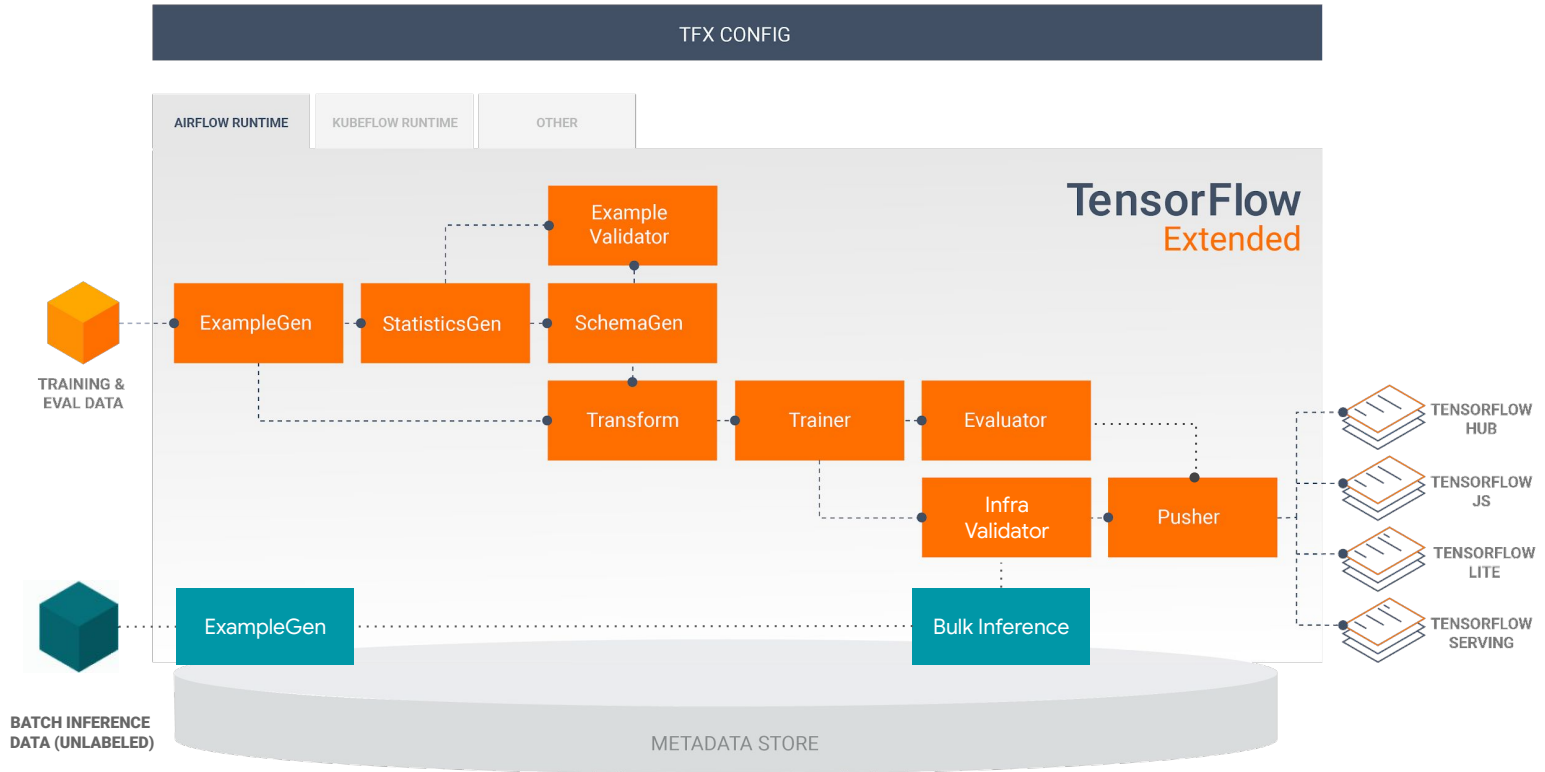 TFX CONFIG
AIRFLOW RUNTIME
KUBEFLOW RUNTIME
OTHER
TensorFlow
Extended
Example
Validator
ExampleGen
StatisticsGen
SchemaGen
TRAINING &
EVAL DATA
Transform
Trainer
Evaluator
TENSORFLOW
HUB
TENSORFLOW
JS
Infra
Validator
Pusher
TENSORFLOW
LITE
ExampleGen
Bulk Inference
TENSORFLOW
SERVING
BATCH INFERENCE
DATA (UNLABELED)
METADATA STORE